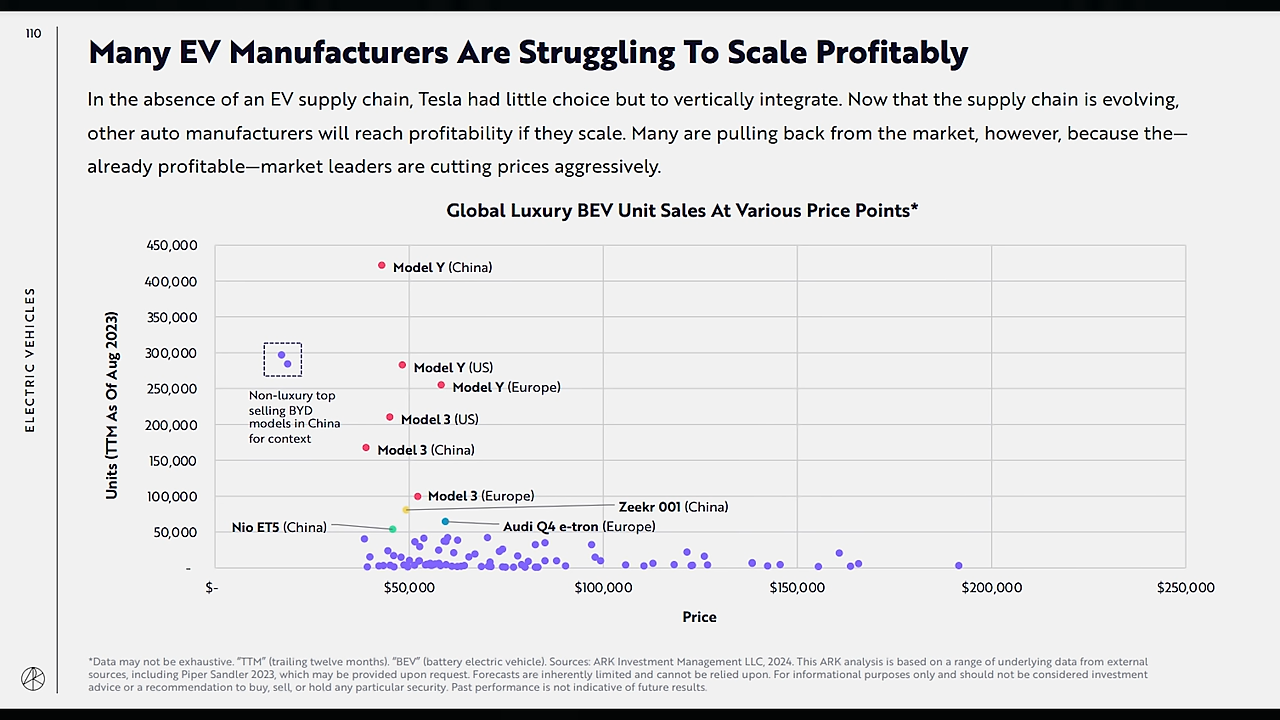 110
Many EV Manufacturers Are Struggling To Scale Profitably
In the absence of an EV supply chain, Tesla had little choice but to vertically integrate. Now that the supply chain is evolving,
other auto manufacturers will reach profitability if they scale. Many are pulling back from the market, however, because the—
already profitable—market leaders are cutting prices aggressively.
ELECTRIC VEHICLES
Global Luxury BEV Unit Sales At Various Price Points*
Units (TTM As Of Aug 2023)
450,000
400,000
350,000
300,000
250,000
200,000
150,000
100,000
50,000
-
Model Y (China)
Model Y (US)
Model Y (Europe)
Non-luxury top
selling BYD
models in China
for context
Model 3 (US)
Model 3 (China)
Model 3 (Europe)
Zeekr 001 (China)
Nio ET5 (China)
Audi Q4 e-tron (Europe)
$-
$50,000
$100,000
$150,000
$200,000
$250,000
Price
*Data may not be exhaustive. "TTM" (trailing twelve months). "BEV" (battery electric vehicle). Sources: ARK Investment Management LLC, 2024. This ARK analysis is based on a range of underlying data from external
sources, including Piper Sandler 2023, which may be provided upon request. Forecasts are inherently limited and cannot be relied upon. For informational purposes only and should not be considered investment
advice or a recommendation to buy, sell, or hold any particular security. Past performance is not indicative of future results.